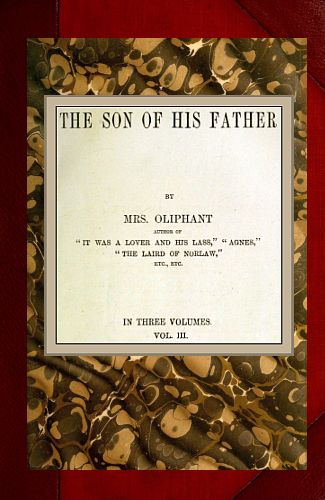 THE SON OF HIS FATHER
BY
MRS. OLIPHANT
AUTHOR OF
“IT WAS A LOVER AND HIS LASS,” “AGNES,”
“THE LAIRD OF NORLAW,”
ETC., ETC.
IN THREE VOLUMES.
VOL. III.